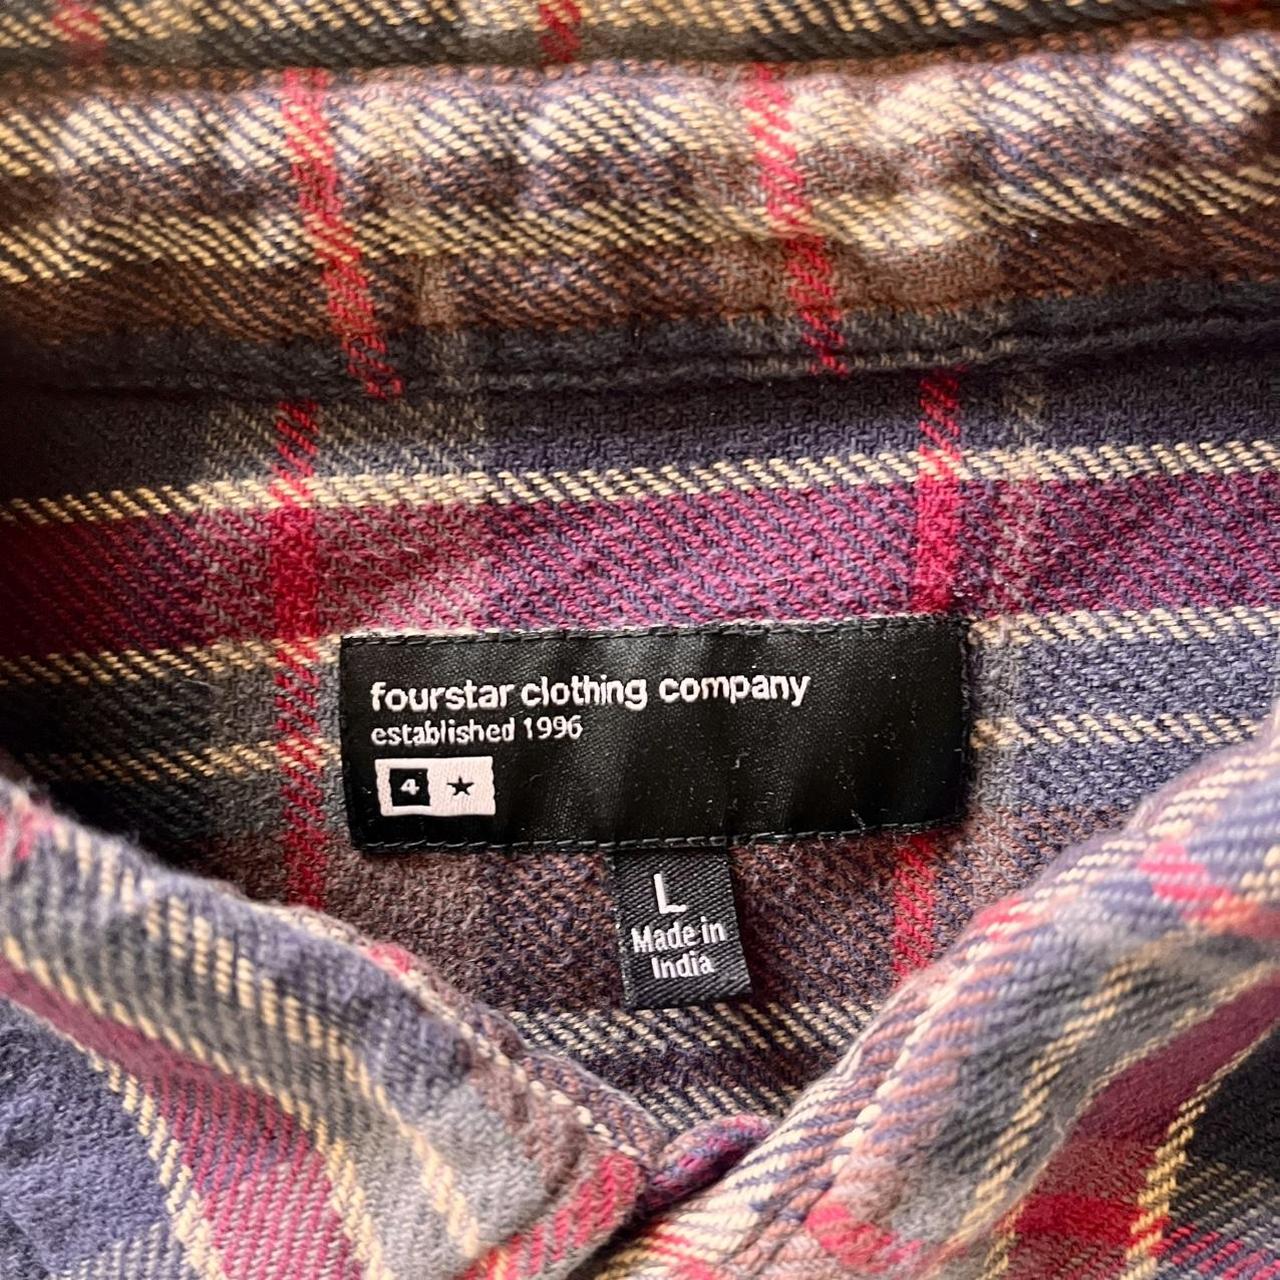 fourstar clothing company
established 1996
4 ★
L
Made in
India